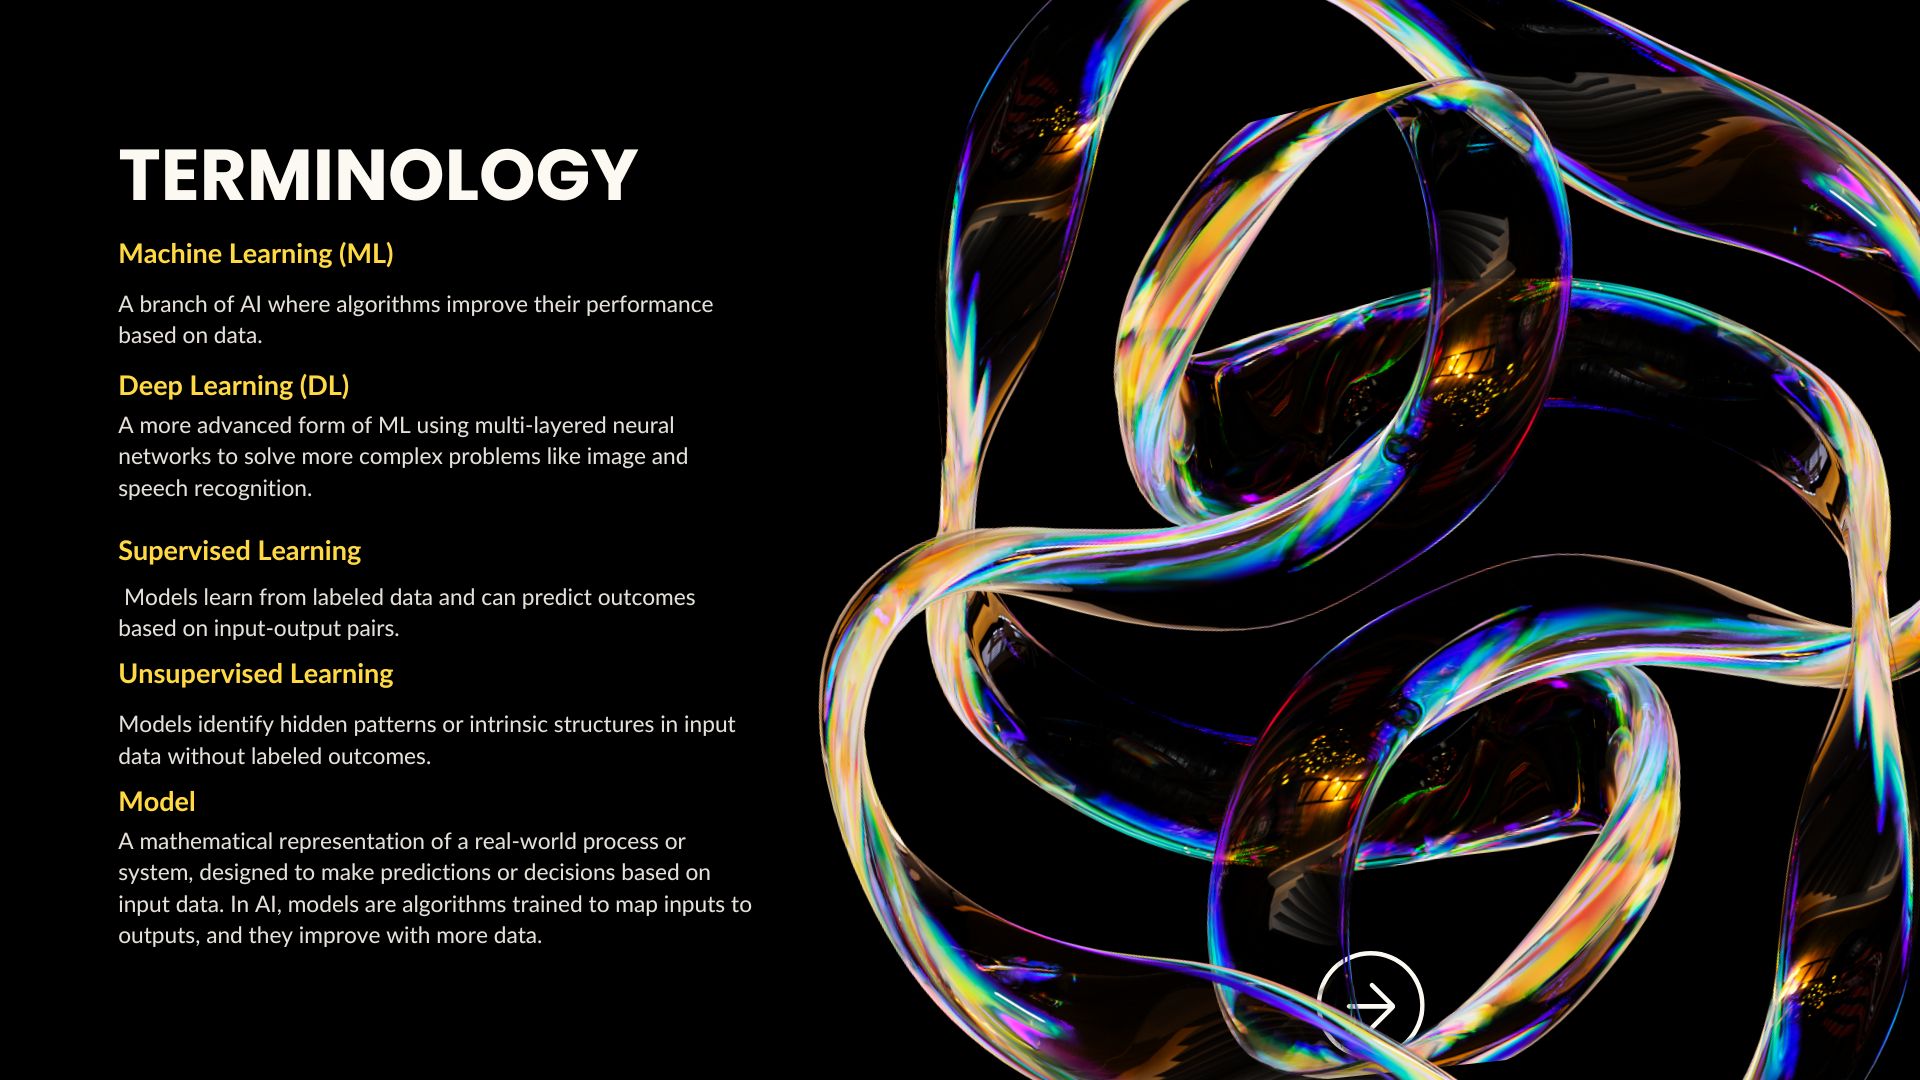 TERMINOLOGY
Machine Learning (ML)
A branch of AI where algorithms improve their performance
based on data.
Deep Learning (DL)
A more advanced form of ML using multi-layered neural
networks to solve more complex problems like image and
speech recognition.
Supervised Learning
Models learn from labeled data and can predict outcomes
based on input-output pairs.
Unsupervised Learning
Models identify hidden patterns or intrinsic structures in input
data without labeled outcomes.
Model
A mathematical representation of a real-world process or
system, designed to make predictions or decisions based on
input data. In AI, models are algorithms trained to map inputs to
outputs, and they improve with more data.